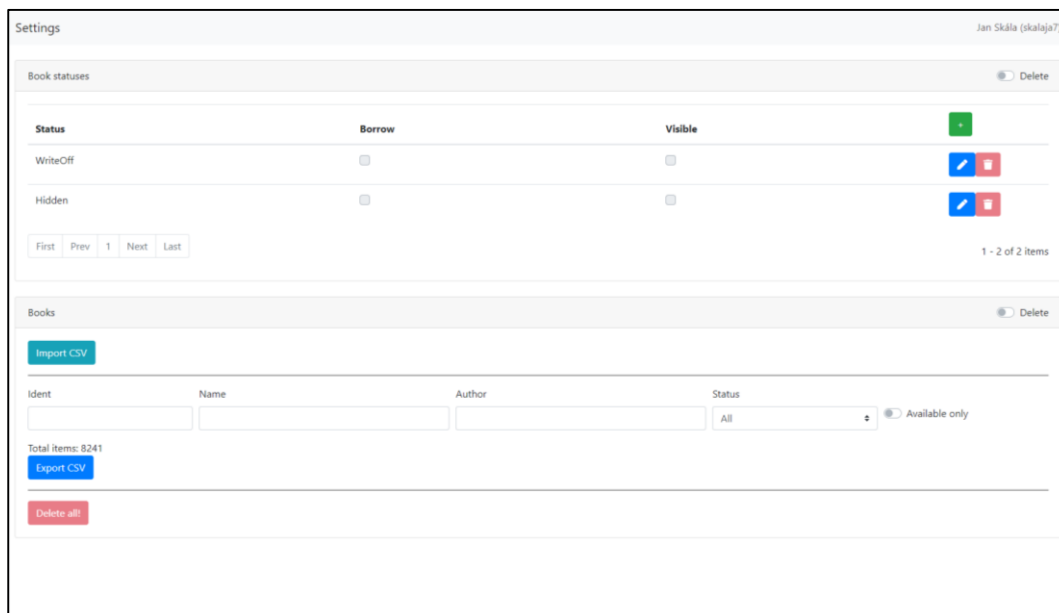 Settings Jan Skála (skalaja7)
Book statuses Delete
Status Borrow Visible +
WriteOff
Hidden
First Prev 1 Next Last
1 - 2 of 2 items
Books Delete
Import CSV
Ident Name Author Status
All Available only
Total items: 8241
Export CSV
Delete all!